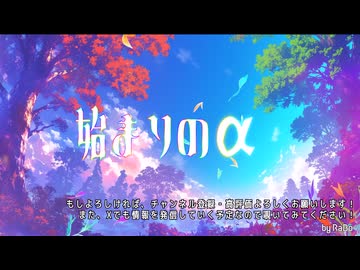 始まりのα
もしよろしければ、チャンネル登録・高評価よろしくお願いします!
また、Xでも情報を発信していく予定なので覗いてみてください!
by RaDo